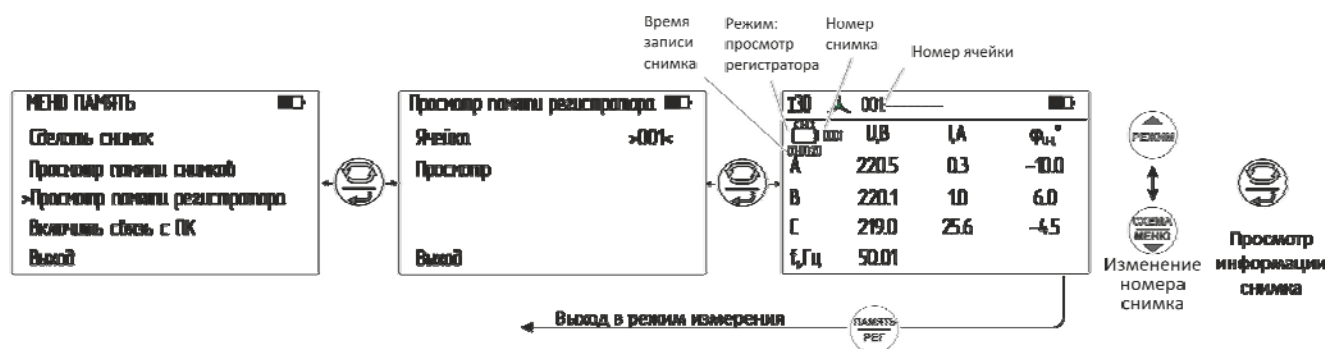 Время
записи
снимка
Режим:
просмотр
регистратора
Номер
снимка
Номер ячейки
МЕНЮ ПАМЯТЬ
Сделать снимок
Просмотр памяти снимков
>Просмотр памяти регистратора
Включить связь с ПК
Выход
Просмотр памяти регистратора
Ячейка >001<
Просмотр
Выход
т30 001:
U,В I,А
А 220.5 0.3 –10.0
В 220.1 1.0 6.0
С 219.0 25.6 –4.5
f,Гц 50.01
РЕЖИМ
СХЕМА
МЕНЮ
Изменение
номера
снимка
Просмотр
информации
снимка
Выход в режим измерения
ПАМЯТЬ
РЕГ